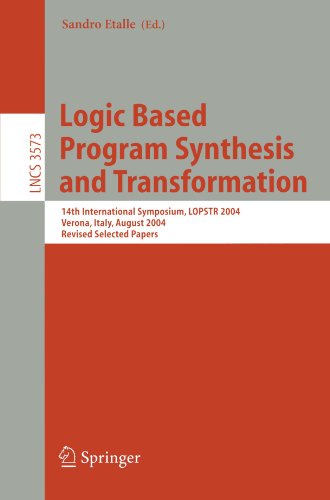 Sandro Etalle (Ed.)
LNCS 3573
Logic Based
Program Synthesis
and Transformation
14th International Symposium, LOPSTR 2004
Verona, Italy, August 2004
Revised Selected Papers
Springer